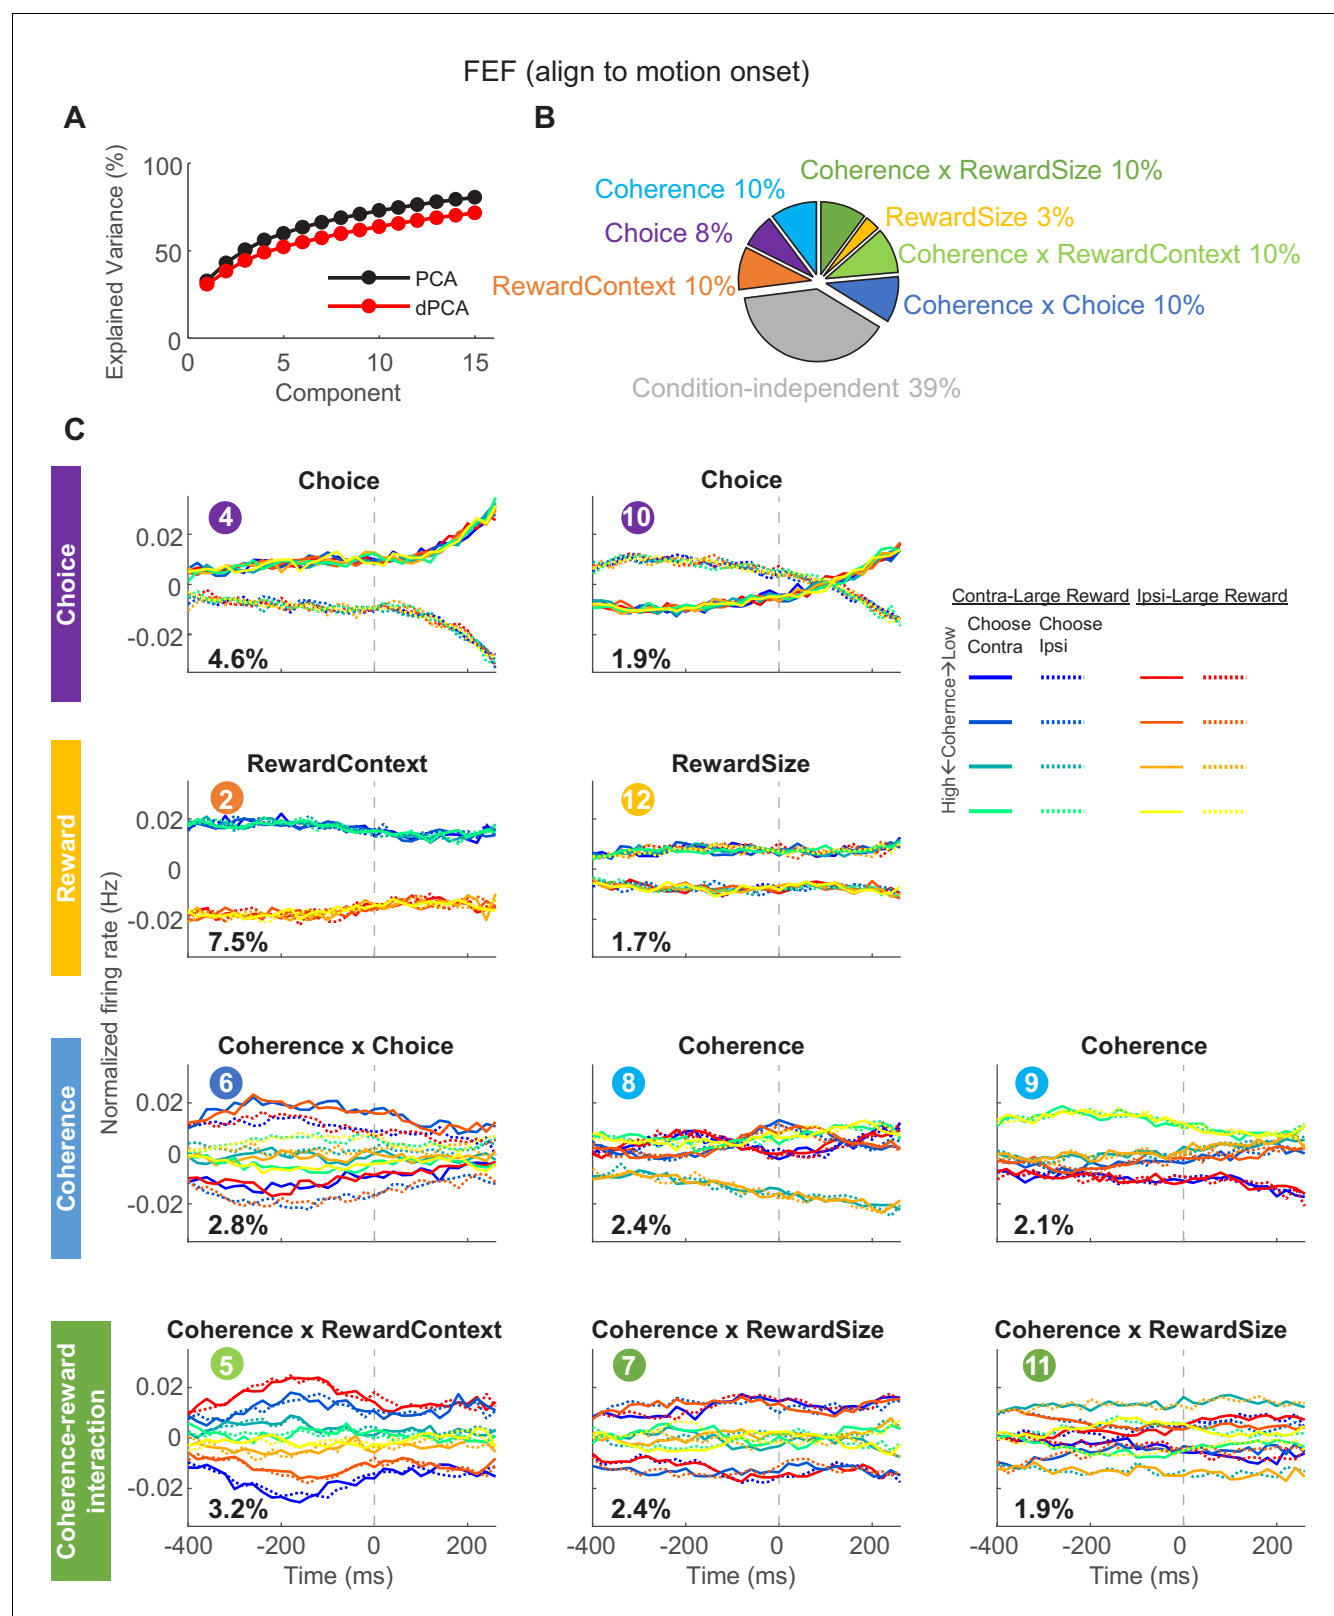 FEF (align to motion onset)
A
B
100
50
0
0
5
10
15
Explained Variance (%)
Component
PCA
dPCA
Coherence x RewardSize 10%
Coherence 10%
RewardSize 3%
Choice 8%
Coherence x RewardContext 10%
RewardContext 10%
Coherence x Choice 10%
Condition-independent 39%
C
Choice
Choice
Choice
4
10
0.02
0
-0.02
4.6%
1.9%
Contra-Large Reward
Ipsi-Large Reward
Choose
Contra
Choose
Ipsi
High←Cohernce→Low
Reward
RewardContext
RewardSize
2
12
0.02
0
-0.02
7.5%
1.7%
Normalized firing rate (Hz)
Coherence
Coherence x Choice
Coherence
Coherence
6
8
9
0.02
0
-0.02
2.8%
2.4%
2.1%
Coherence-reward
interaction
Coherence x RewardContext
Coherence x RewardSize
Coherence x RewardSize
5
7
11
0.02
0
-0.02
3.2%
2.4%
1.9%
-400
-200
0
200
-400
-200
0
200
-400
-200
0
200
Time (ms)
Time (ms)
Time (ms)